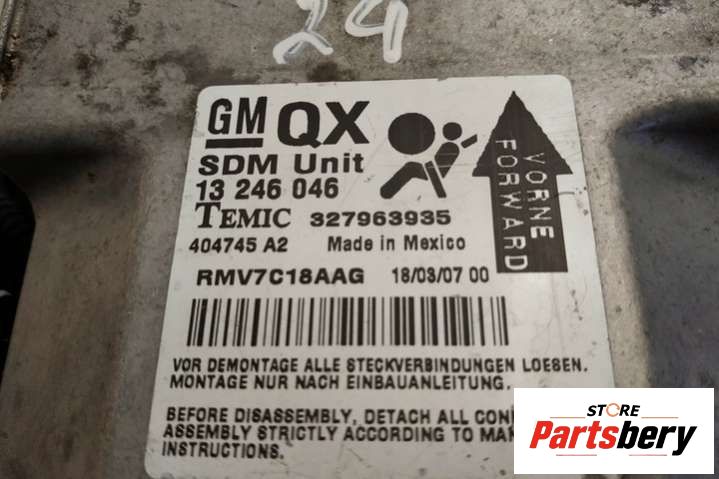 24
GM QX
SDM Unit
13 246 046
TEMIC 327963935
404745 A2 Made in Mexico
RMV7C18AAG 18/03/07 00
VORNE
FORWARD
VOR DEMONTAGE ALLE STECKVERBINDUNGEN LOESEN.
MONTAGE NUR NACH EINBAUANLEITUNG.
BEFORE DISASSEMBLY, DETACH ALL
ASSEMBLY STRICTLY ACCORDING TO
INSTRUCTIONS.
STORE
Partsbery